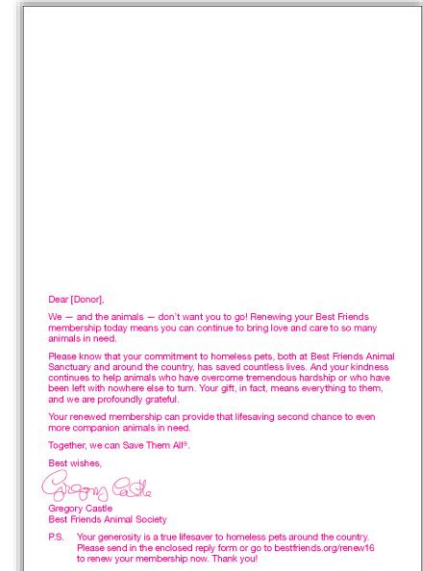 Dear [Donor],
We — and the animals — don't want you to go! Renewing your Best Friends
membership today means you can continue to bring love and care to so many
animals in need.
Please know that your commitment to homeless pets, both at Best Friends Animal
Sanctuary and around the country, has saved countless lives. And your kindness
continues to help animals who have overcome tremendous hardship or who have
been left with nowhere else to turn. Your gift, in fact, means everything to them,
and we are profoundly grateful.
Your renewed membership can provide that lifesaving second chance to even
more companion animals in need.
Together, we can Save Them All®.
Best wishes,
Gregory Castle
Gregory Castle
Best Friends Animal Society
P.S. Your generosity is a true lifesaver to homeless pets around the country.
Please send in the enclosed reply form or go to bestfriends.org/renew16
to renew your membership now. Thank you!